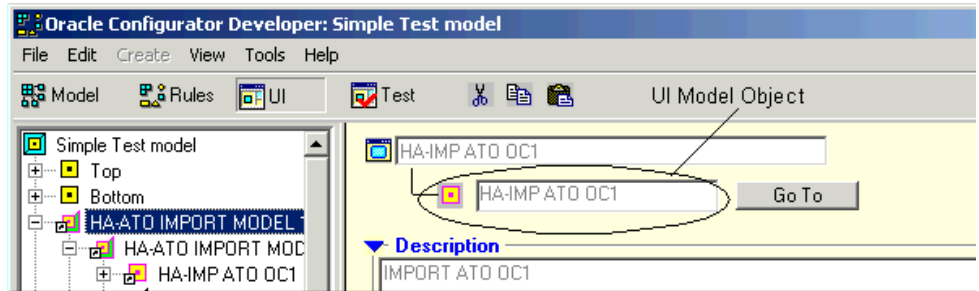 Oracle Configurator Developer: Simple Test model
File Edit Create View Tools Help
Model Rules UI Test UI Model Object
Simple Test model
Top
Bottom
HA-ATO IMPORT MODEL
HA-ATO IMPORT MOD
HA-IMP ATO OC1
HA-IMP ATO OC1
HA-IMP ATO OC1 Go To
Description
IMPORT ATO OC1